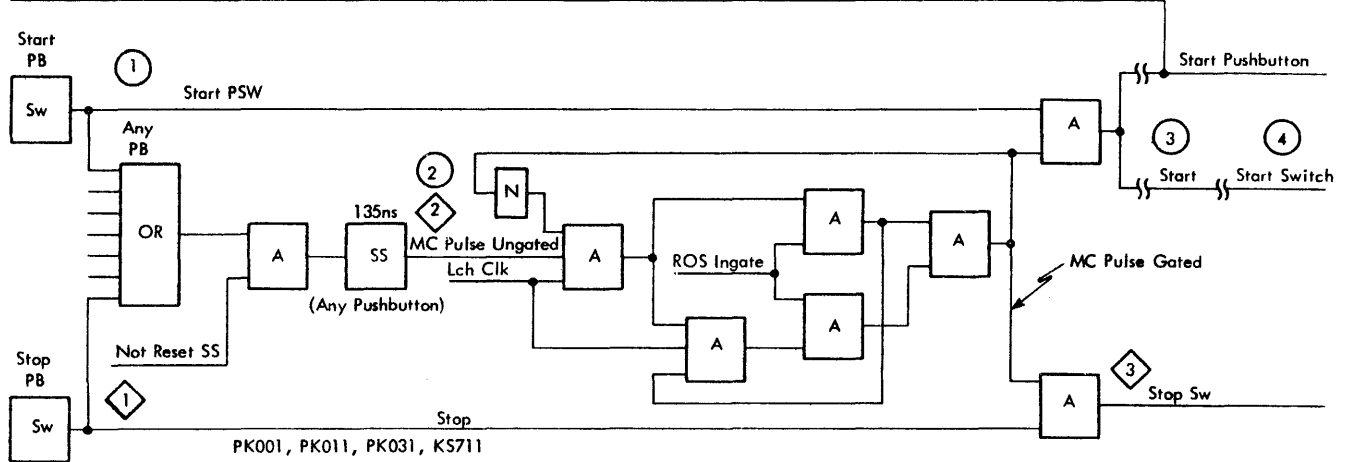 Start
PB
1
Sw
Start PSW
Any
PB
OR
A
Start Pushbutton
3
4
Start
Start Switch
N
2
2
135ns
SS
A
MC Pulse Ungated
Lch Clk
(Any Pushbutton)
A
A
ROS Ingate
A
A
A
MC Pulse Gated
Not Reset SS
Stop
PB
1
Sw
Stop
PK001, PK011, PK031, KS711
A
3
Stop Sw